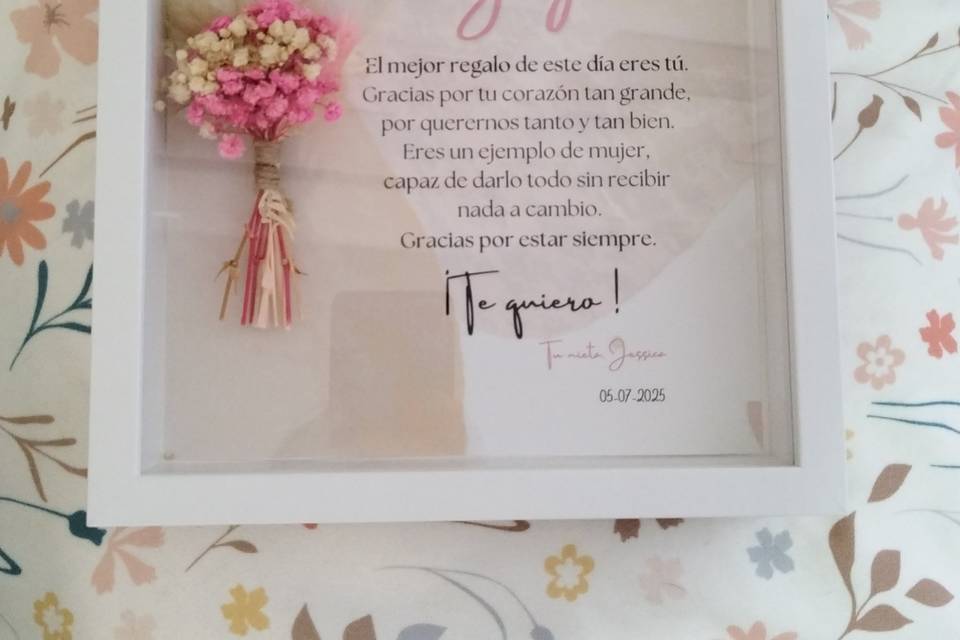 El mejor regalo de este día eres tú.
Gracias por tu corazón tan grande,
por querernos tanto y tan bien.
Eres un ejemplo de mujer,
capaz de darlo todo sin recibir
nada a cambio.
Gracias por estar siempre.
¡Te quiero!
Tu nieta Jessica
05-07-2025